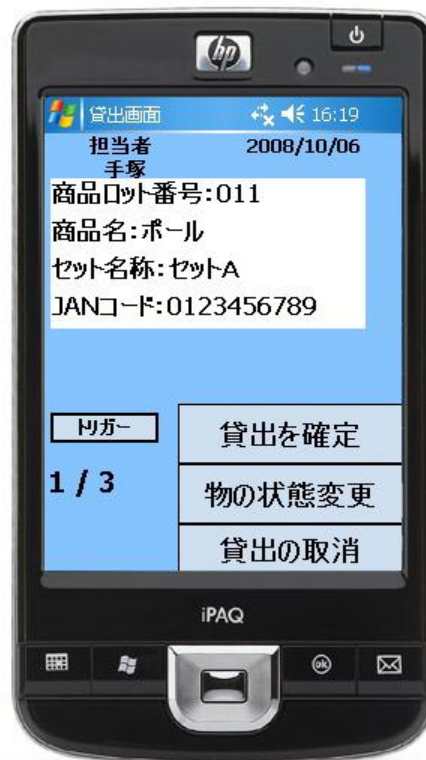 hp
貸出画面 16:19
担当者 2008/10/06
手塚
商品ロット番号:011
商品名:ポール
セット名称:セットA
JANコード:0123456789
トリガー
貸出を確定
1 / 3
物の状態変更
貸出の取消
iPAQ
ok